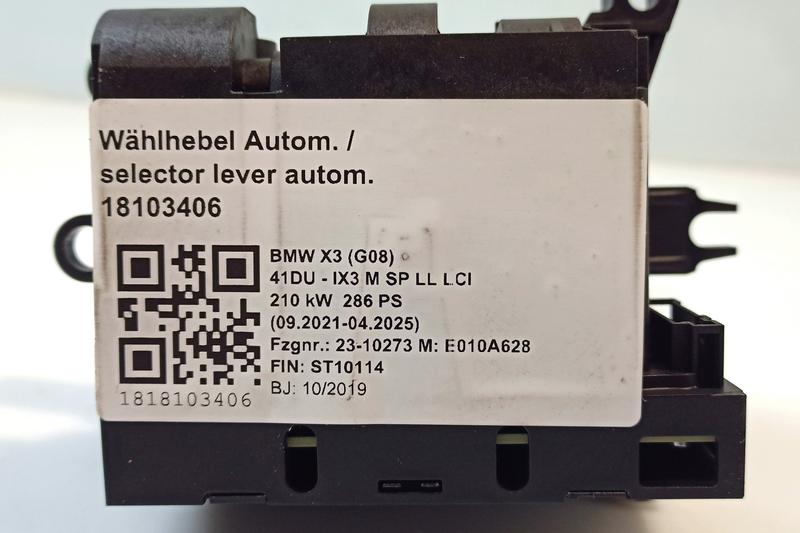 Wählhebel Autom. /
selector lever autom.
18103406
BMW X3 (G08)
41DU - IX3 M SP LL LCI
210 kW 286 PS
(09.2021-04.2025)
Fzgnr.: 23-10273 M: E010A628
FIN: ST10114
BJ: 10/2019
1818103406